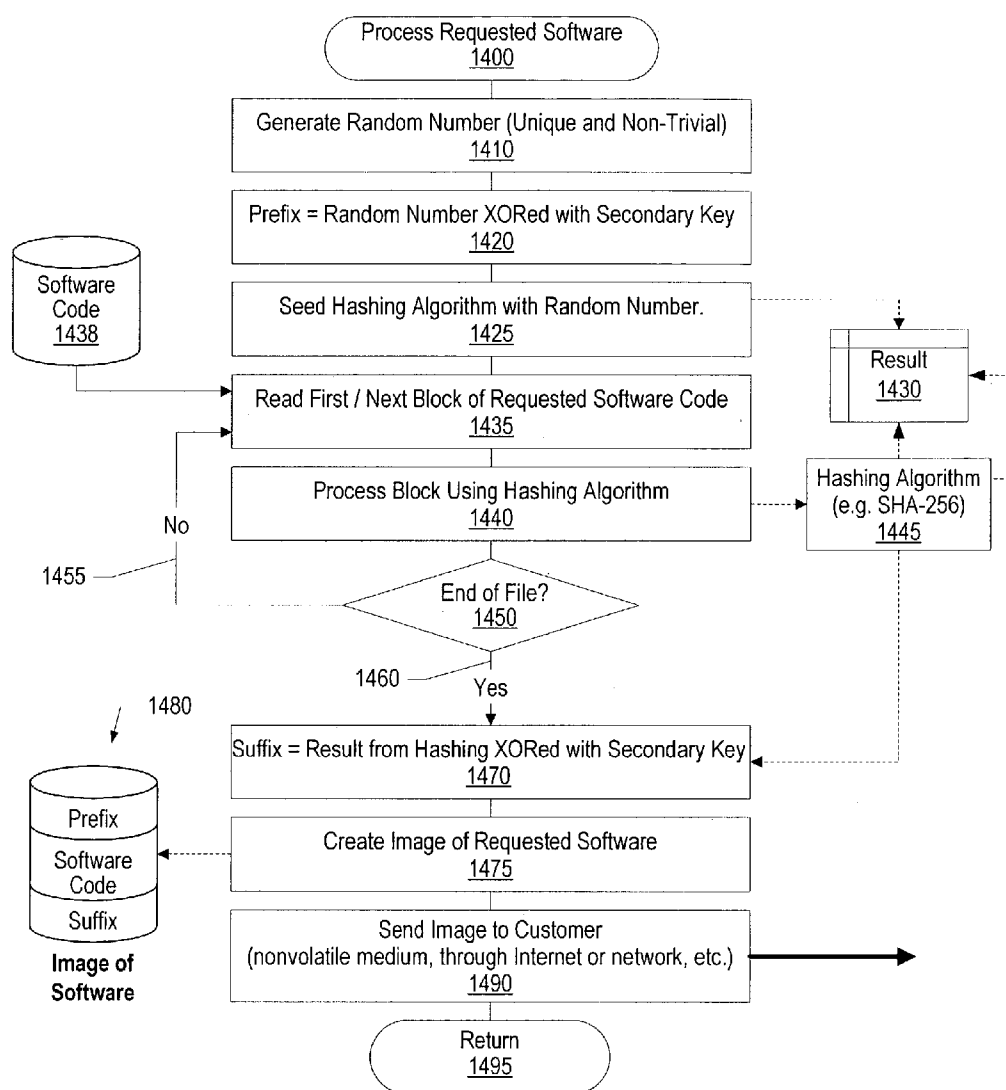 Process Requested Software
1400
Generate Random Number (Unique and Non-Trivial)
1410
Prefix = Random Number XORed with Secondary Key
1420
Software
Code
1438
Seed Hashing Algorithm with Random Number.
1425
Result
1430
Read First / Next Block of Requested Software Code
1435
Process Block Using Hashing Algorithm
1440
Hashing Algorithm
(e.g. SHA-256)
1445
No
1455
End of File?
1450
1460
Yes
1480
Suffix = Result from Hashing XORed with Secondary Key
1470
Prefix
Software
Code
Suffix
Image of
Software
Create Image of Requested Software
1475
Send Image to Customer
(nonvolatile medium, through Internet or network, etc.)
1490
Return
1495